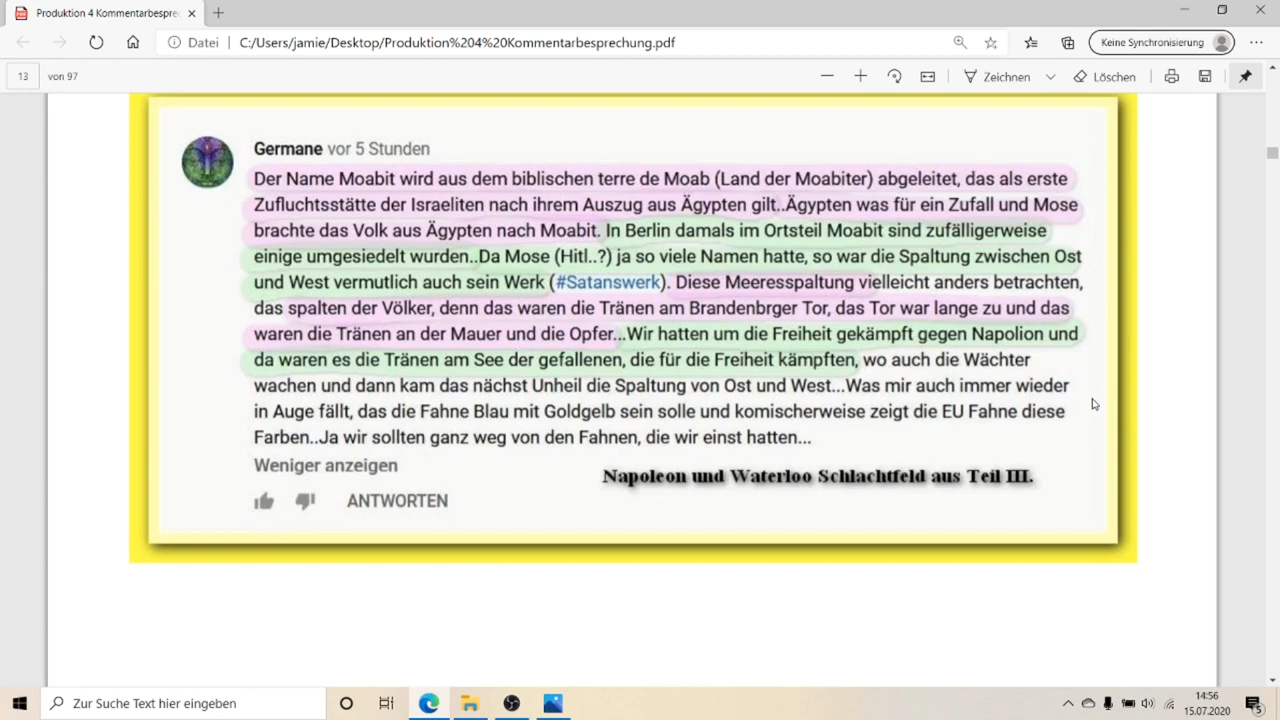 Produktion 4 Kommentarbespre
Datei
C:/Users/jamie/Desktop/Produktion%204%20Kommentarbesprechung.pdf
Keine Synchronisierung
13 von 97
Zeichnen
Löschen
Germane vor 5 Stunden
Der Name Moabit wird aus dem biblischen terre de Moab (Land der Moabiter) abgeleitet, das als erste
Zufluchtsstätte der Israeliten nach ihrem Auszug aus Ägypten gilt..Ägypten was für ein Zufall und Mose
brachte das Volk aus Ägypten nach Moabit. In Berlin damals im Ortsteil Moabit sind zufälligerweise
einige umgesiedelt wurden..Da Mose (Hitl..?) ja so viele Namen hatte, so war die Spaltung zwischen Ost
und West vermutlich auch sein Werk (#Satanswerk). Diese Meeresspaltung vielleicht anders betrachten,
das spalten der Völker, denn das waren die Tränen am Brandenbrger Tor, das Tor war lange zu und das
waren die Tränen an der Mauer und die Opfer...Wir hatten um die Freiheit gekämpft gegen Napolion und
da waren es die Tränen am See der gefallenen, die für die Freiheit kämpften, wo auch die Wächter
wachen und dann kam das nächst Unheil die Spaltung von Ost und West...Was mir auch immer wieder
in Auge fällt, das die Fahne Blau mit Goldgelb sein solle und komischerweise zeigt die EU Fahne diese
Farben..Ja wir sollten ganz weg von den Fahnen, die wir einst hatten...
Weniger anzeigen
Napoleon und Waterloo Schlachtfeld aus Teil III.
ANTWORTEN
Zur Suche Text hier eingeben
14:56
15.07.2020
5